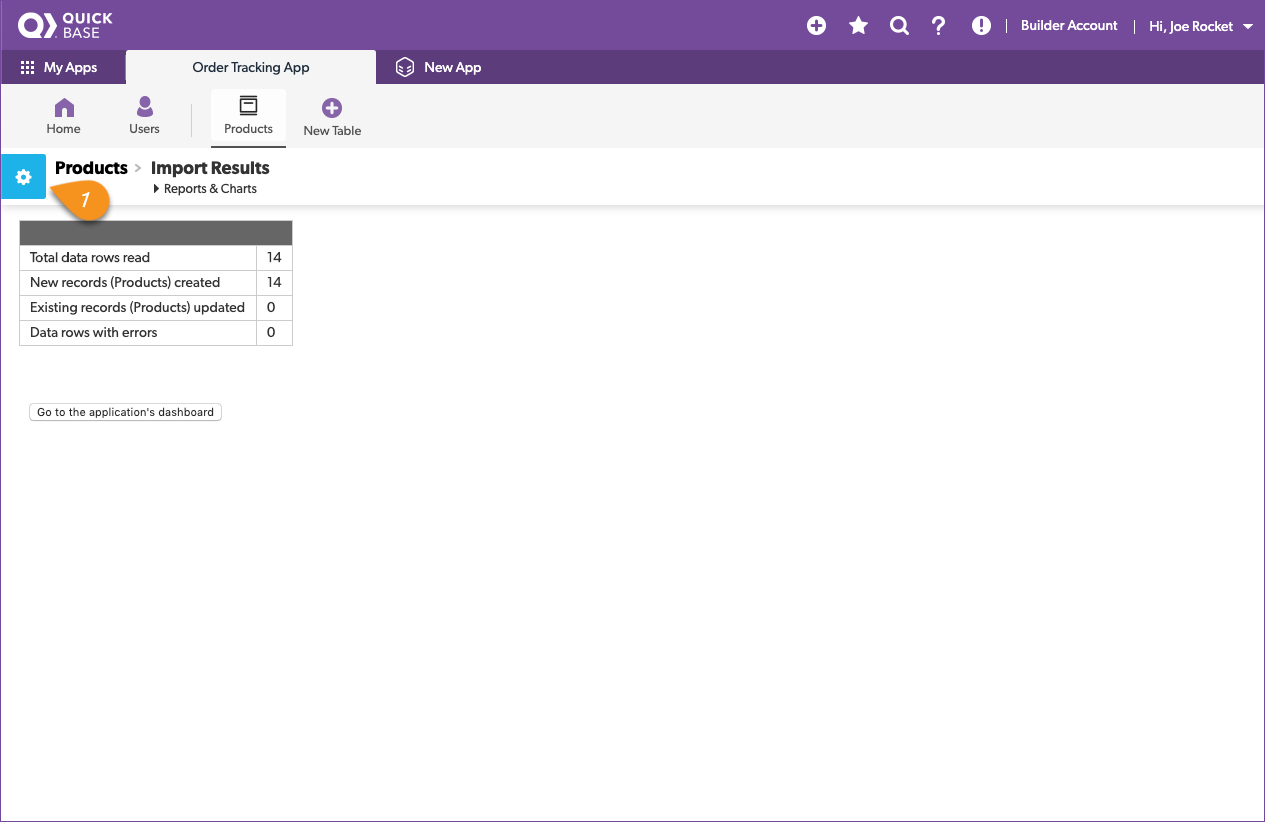 QUICK
BASE
Builder Account
Hi, Joe Rocket
My Apps
Order Tracking App
New App
Home
Users
Products
New Table
Products > Import Results
Reports & Charts
1
Total data rows read 14
New records (Products) created 14
Existing records (Products) updated 0
Data rows with errors 0
Go to the application's dashboard